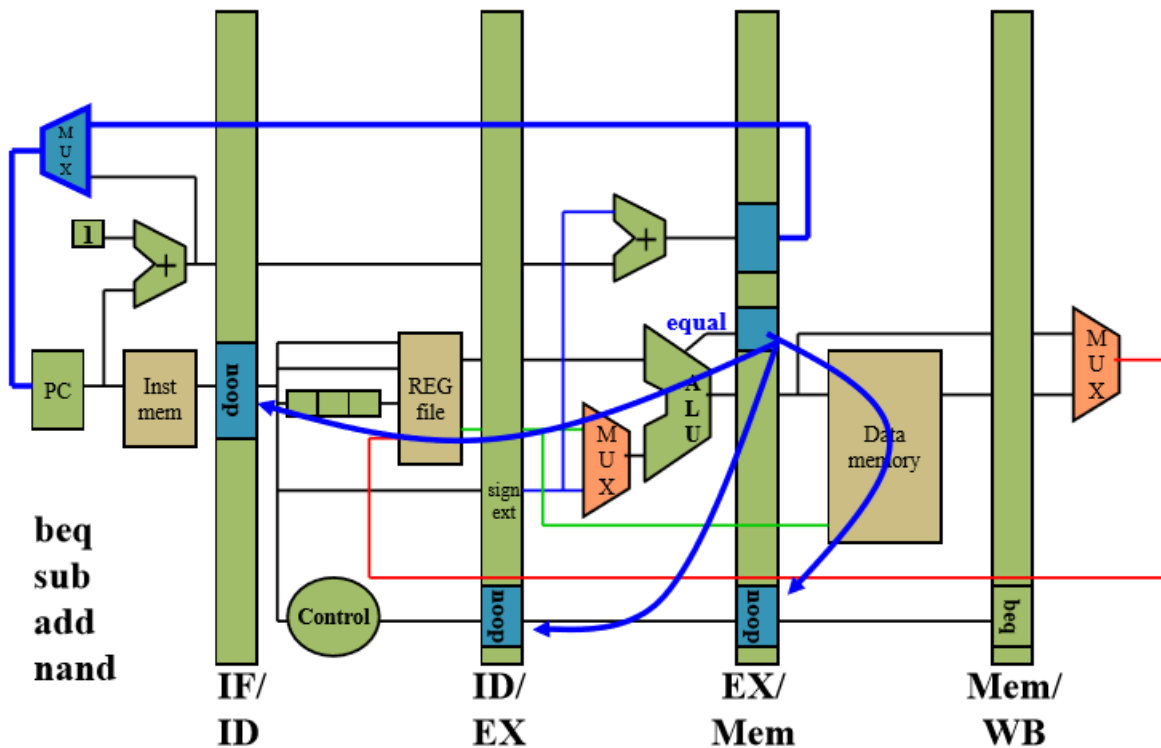 MUX
1
+
+
equal
PC
Inst
mem
noop
REG
file
MUX
ALU
Data
memory
MUX
sign
ext
beq
sub
add
nand
Control
noop
noop
beq
IF/
ID
ID/
EX
EX/
Mem
Mem/
WB